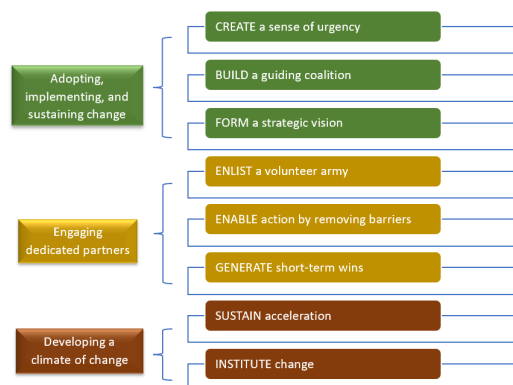 CREATE a sense of urgency
Adopting,
implementing, and
sustaining change
BUILD a guiding coalition
FORM a strategic vision
ENLIST a volunteer army
Engaging
dedicated partners
ENABLE action by removing barriers
GENERATE short-term wins
SUSTAIN acceleration
Developing a
climate of change
INSTITUTE change